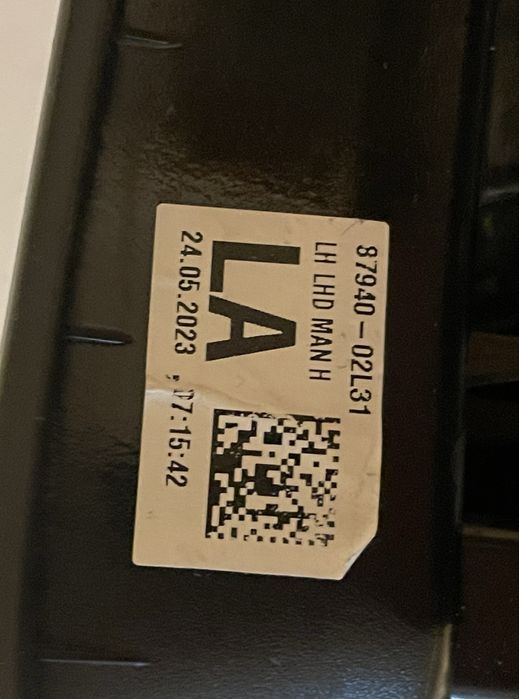 87940-02L31
LH LHD MAN H
LA
24.05.2023 07:15:42